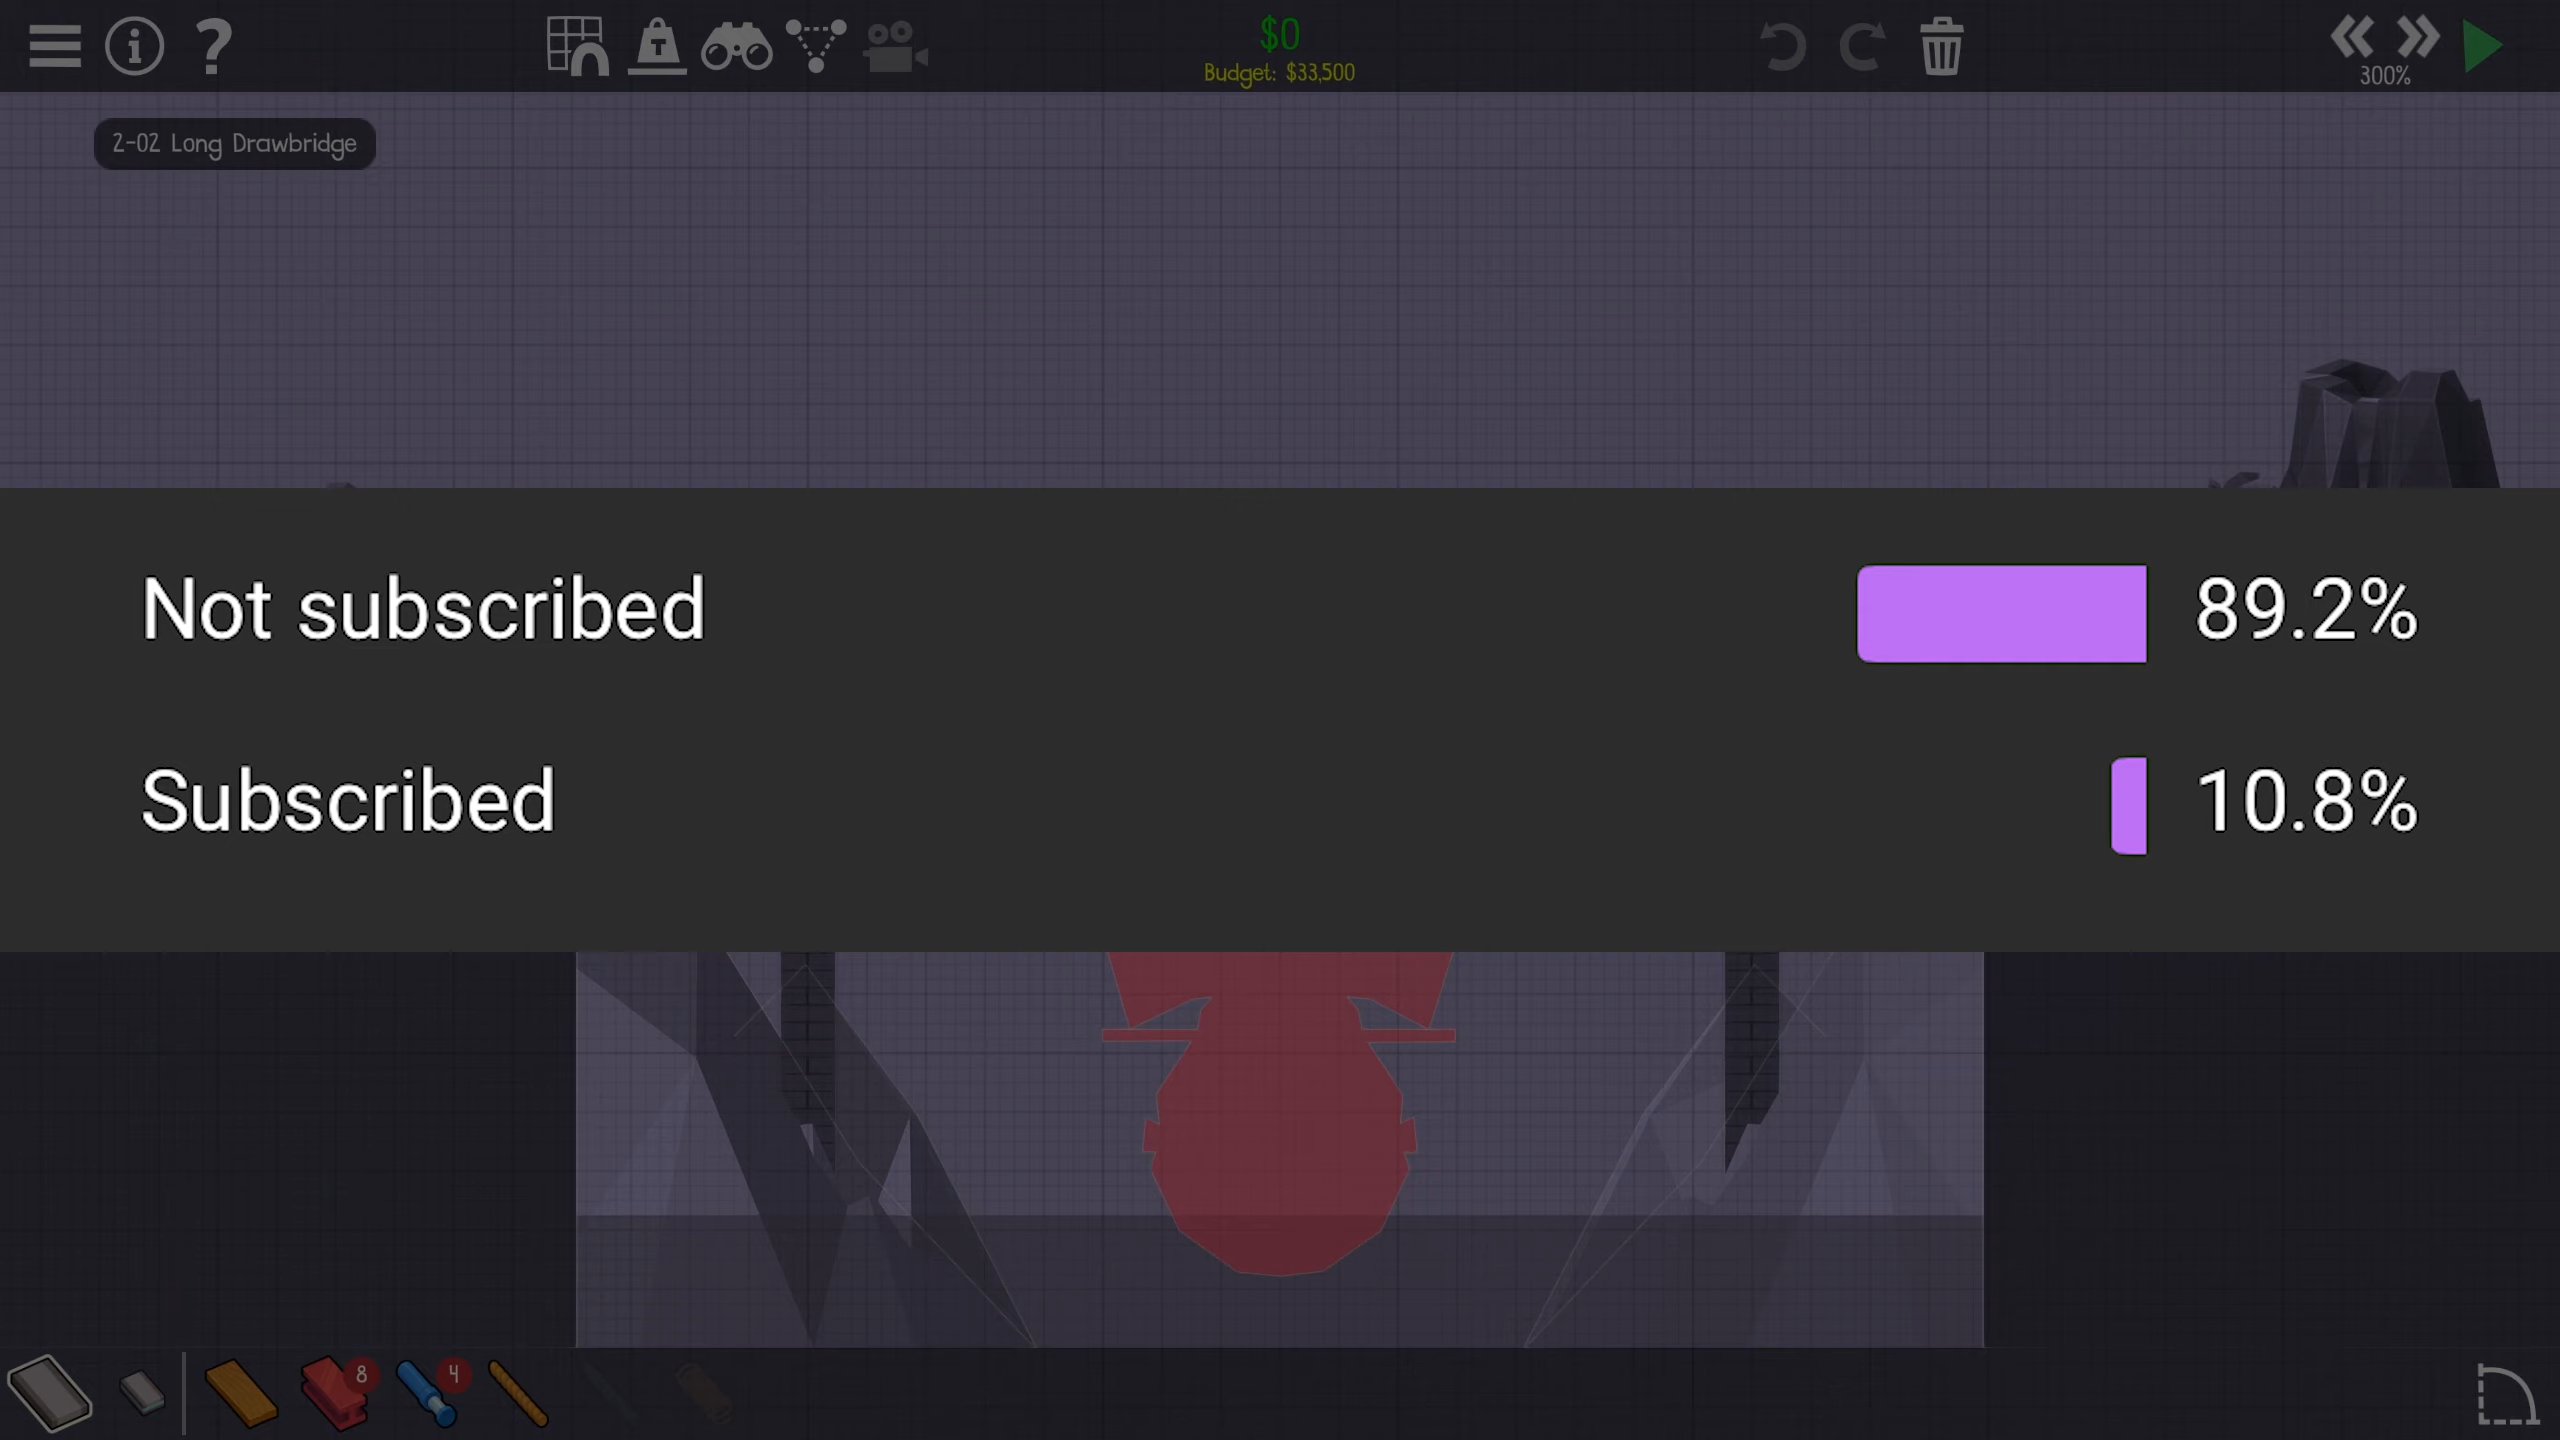 $0
Budget: $33,500
300%
2-02 Long Drawbridge
Not subscribed 89.2%
Subscribed 10.8%
8 4